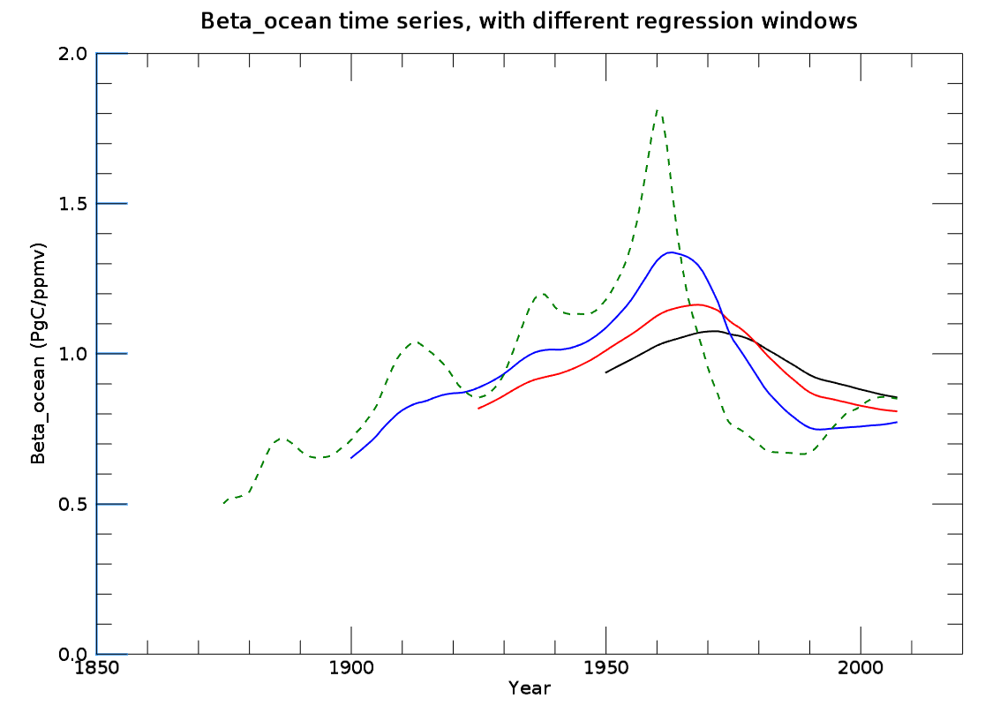 Beta_ocean time series, with different regression windows
2.0
1.5
1.0
0.5
0.0
Beta_ocean (PgC/ppmv)
1850 1900 1950 2000
Year